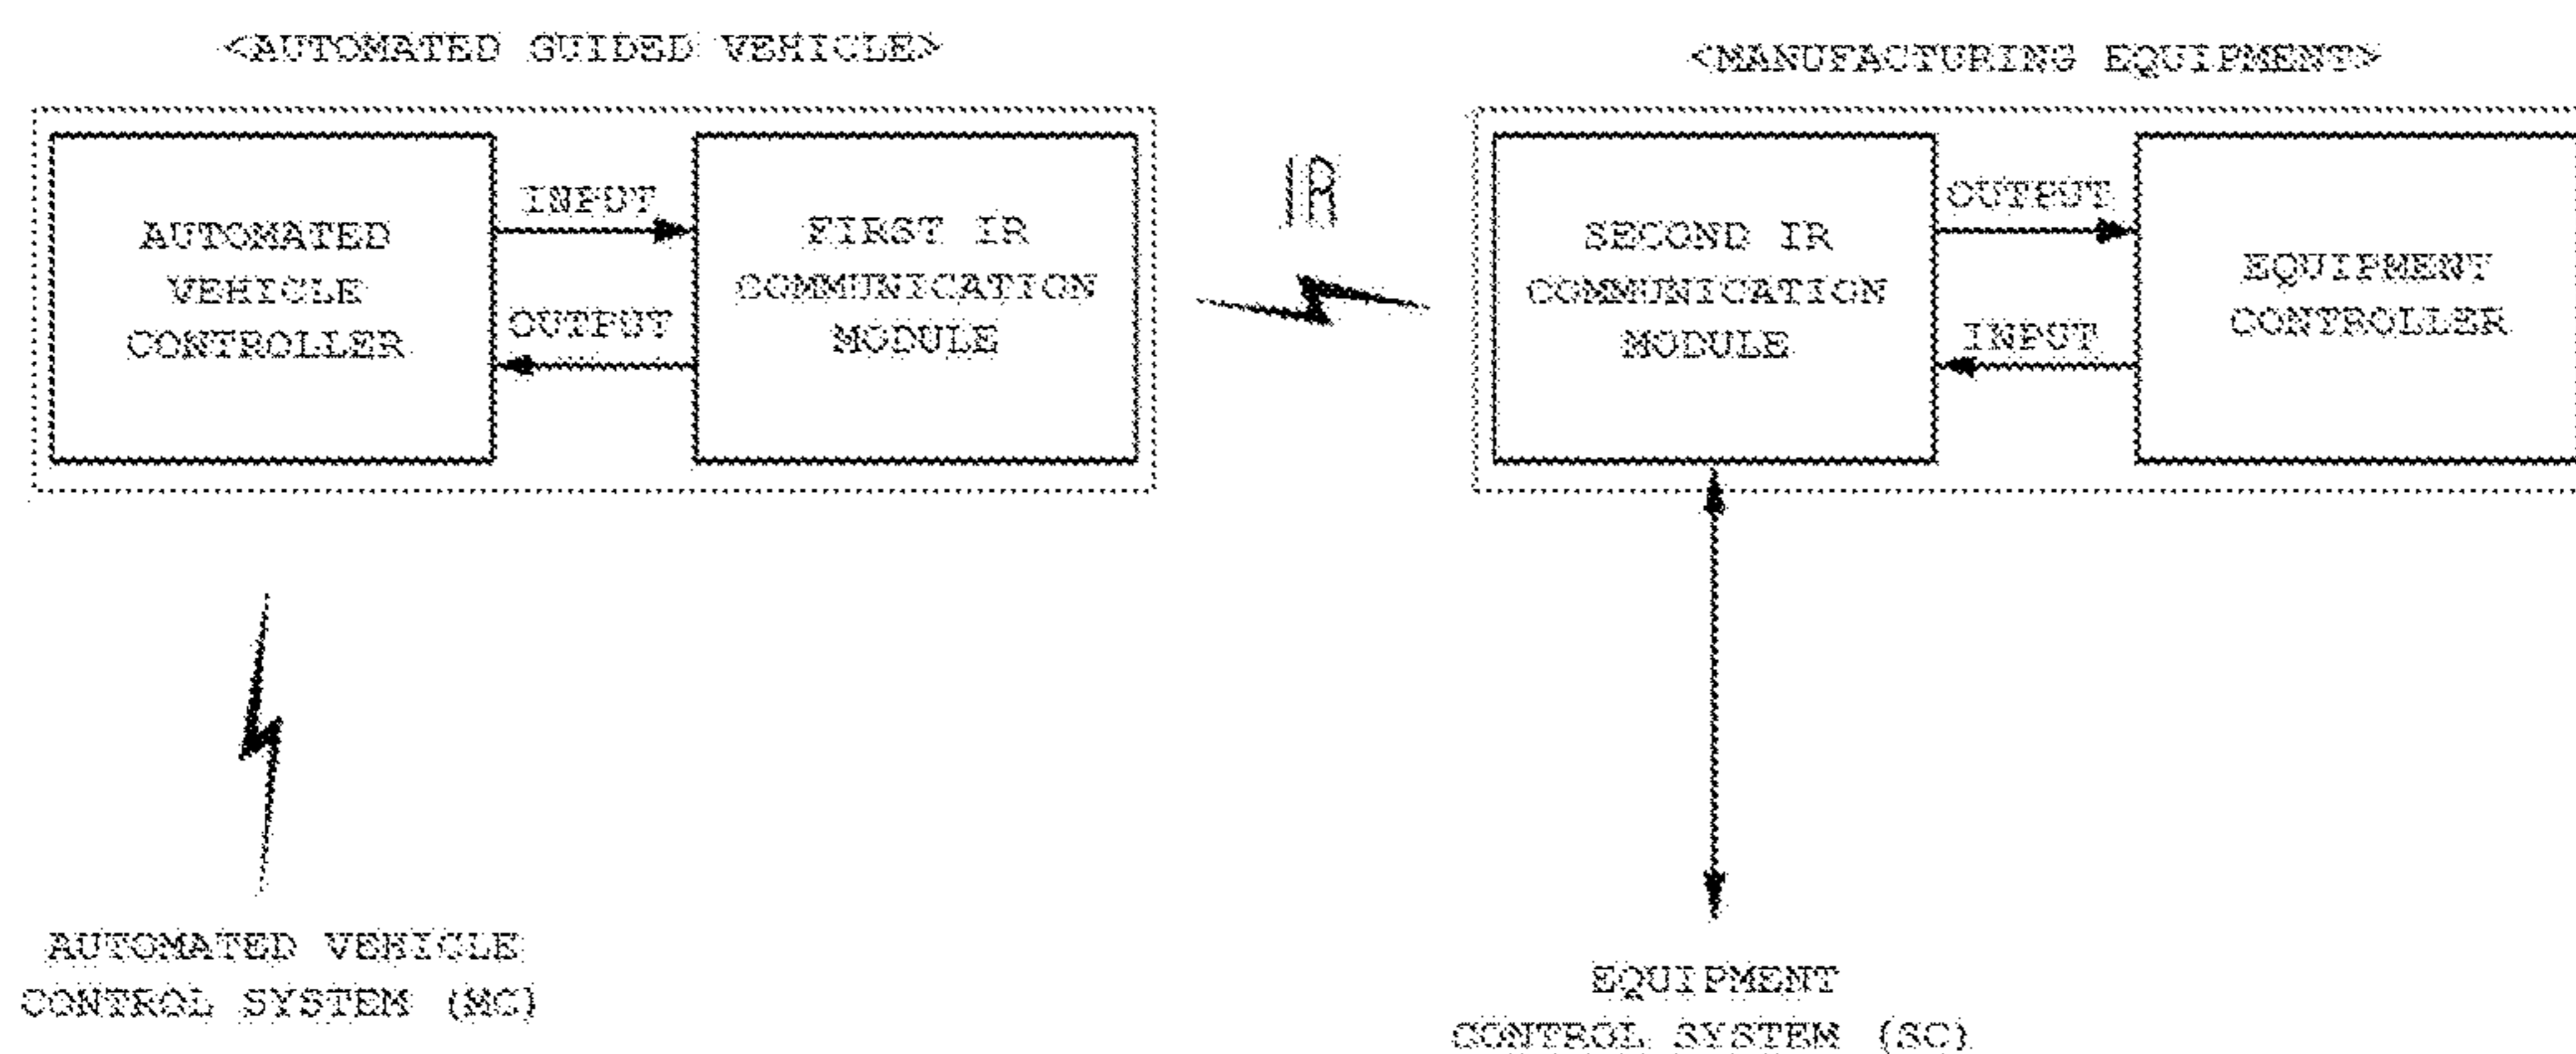 <AUTOMATED GUIDED VEHICLE>
<MANUFACTURING EQUIPMENT>
AUTOMATED
VEHICLE
CONTROLLER
INPUT
OUTPUT
FIRST IR
COMMUNICATION
MODULE
IR
SECOND IR
COMMUNICATION
MODULE
OUTPUT
INPUT
EQUIPMENT
CONTROLLER
AUTOMATED VEHICLE
CONTROL SYSTEM (MC)
EQUIPMENT
CONTROL SYSTEM (SC)